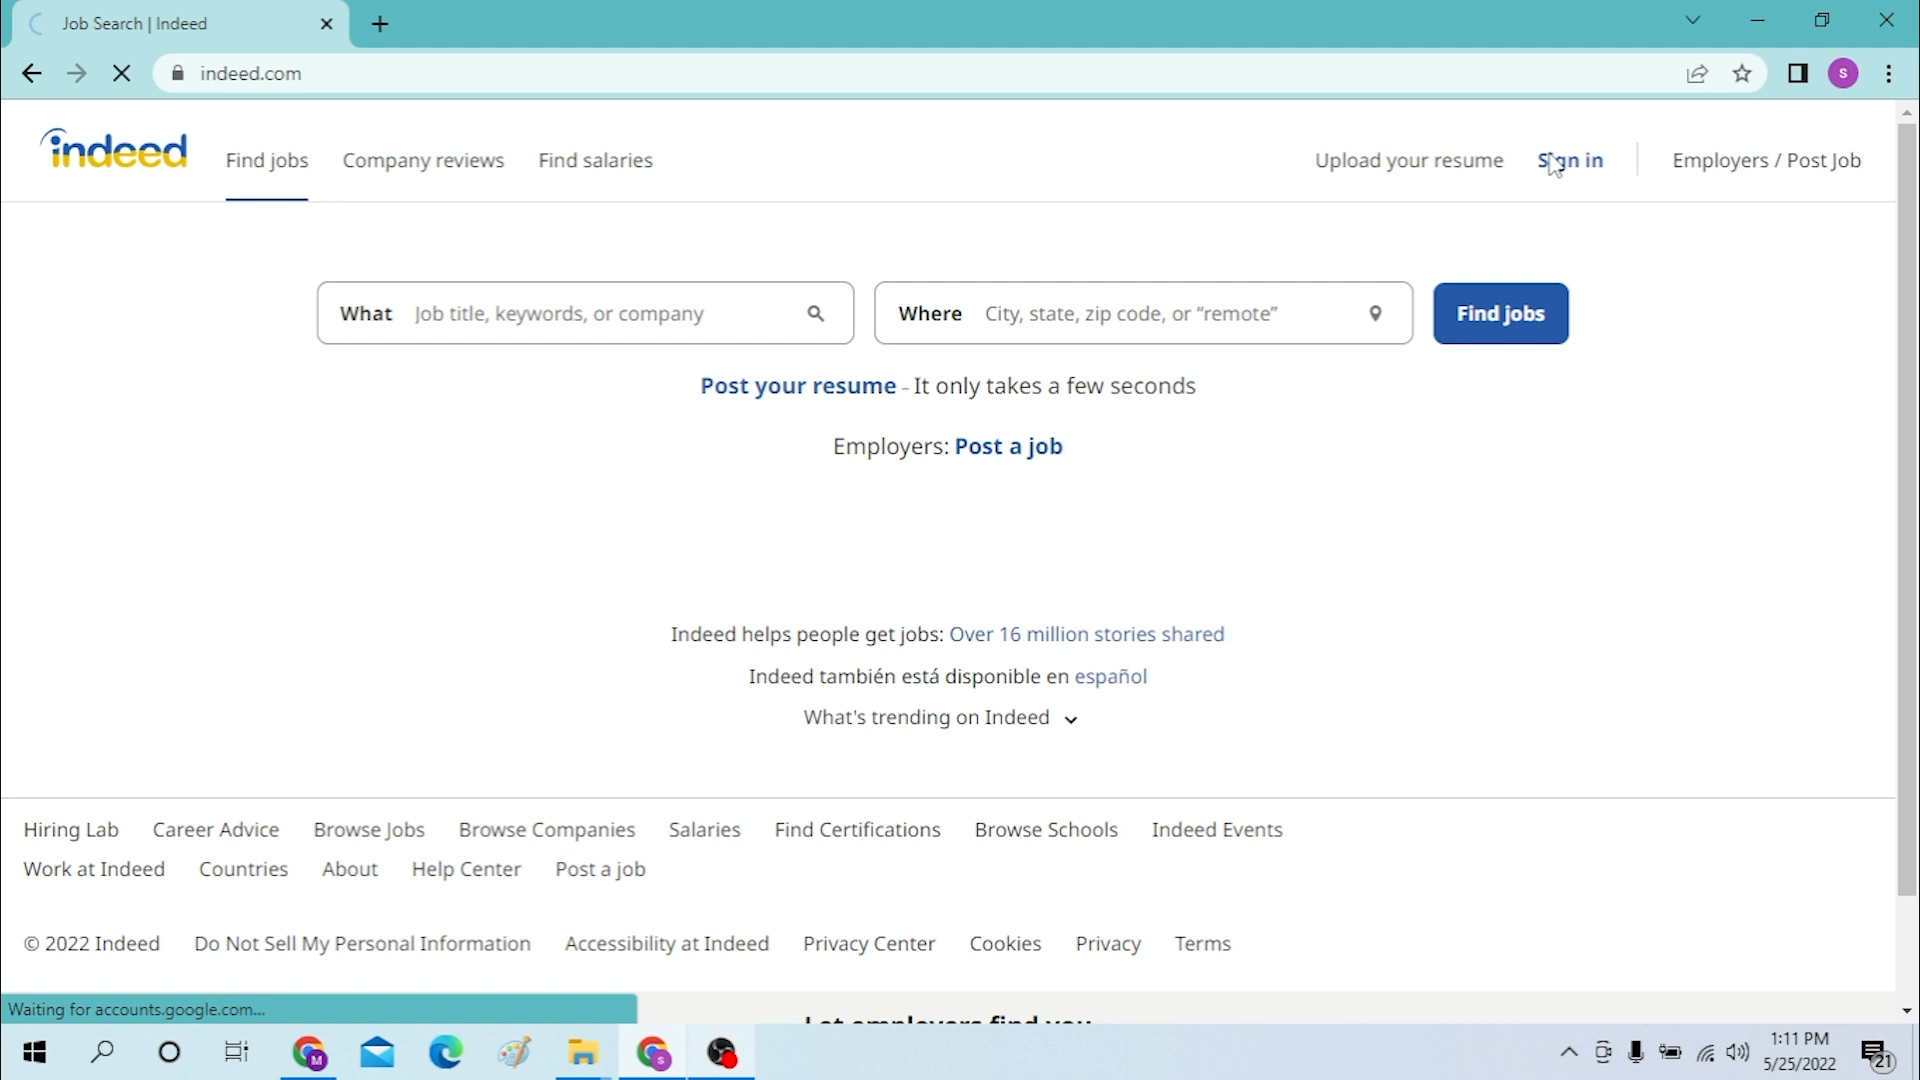 Job Search | Indeed
indeed.com
S
indeed
Find jobs
Company reviews
Find salaries
Upload your resume
Sign in
Employers / Post Job
What Job title, keywords, or company
Where City, state, zip code, or “remote”
Find jobs
Post your resume - It only takes a few seconds
Employers: Post a job
Indeed helps people get jobs: Over 16 million stories shared
Indeed también está disponible en español
What's trending on Indeed
Hiring Lab Career Advice Browse Jobs Browse Companies Salaries Find Certifications Browse Schools Indeed Events
Work at Indeed Countries About Help Center Post a job
© 2022 Indeed Do Not Sell My Personal Information Accessibility at Indeed Privacy Center Cookies Privacy Terms
Waiting for accounts.google.com...
Let employers find you
M
S
1:11 PM
5/25/2022
21